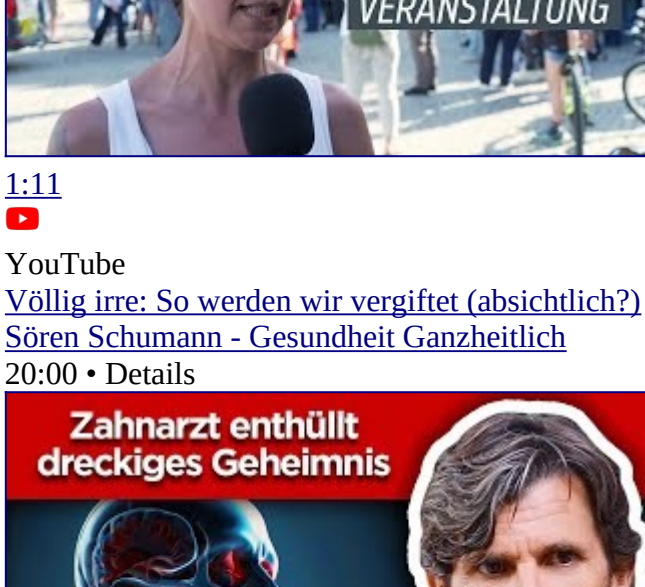 VERANSTALTUNG
1:11
YouTube
Völlig irre: So werden wir vergiftet (absichtlich?)
Sören Schumann - Gesundheit Ganzheitlich
20:00 • Details
Zahnarzt enthüllt
dreckiges Geheimnis